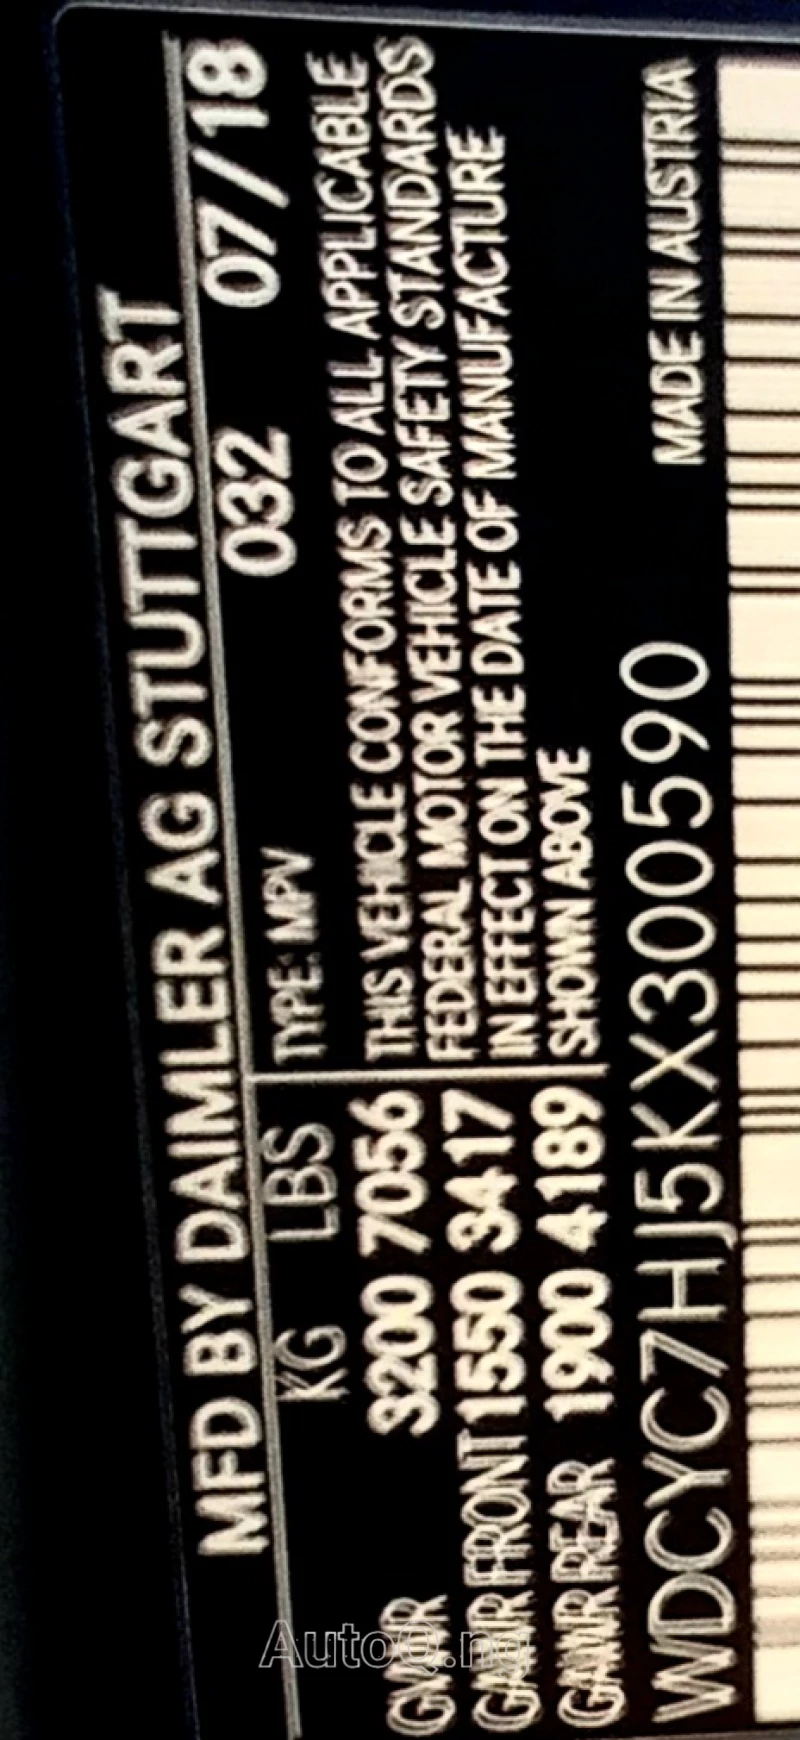 MFD BY DAIMLER AG STUTTGART
032 07/18
KG LBS TYPE: MPV
GVWR 3200 7056 THIS VEHICLE CONFORMS TO ALL APPLICABLE
GAWR FRONT 1550 3417 FEDERAL MOTOR VEHICLE SAFETY STANDARDS
GAWR REAR 1900 4189 IN EFFECT ON THE DATE OF MANUFACTURE
SHOWN ABOVE
WDCYC7HJ5KX300590 MADE IN AUSTRIA
AutoQ.ng